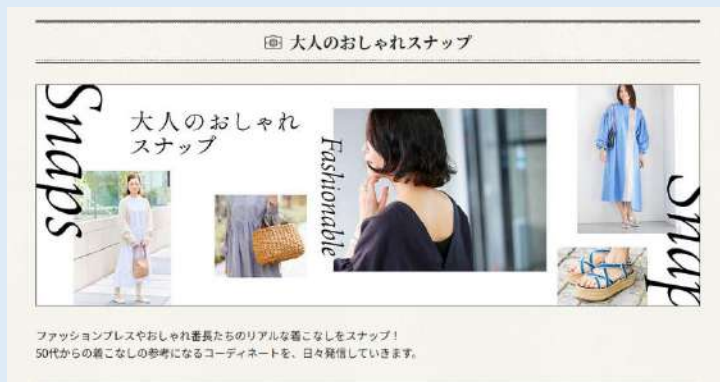 大人のおしゃれスナップ
Snaps
大人のおしゃれ
スナップ
Fashionable
Snap
ファッションプレスやおしゃれ番長たちのリアルな着こなしをスナップ！
50代からの着こなしの参考になるコーディネートを、日々発信していきます。